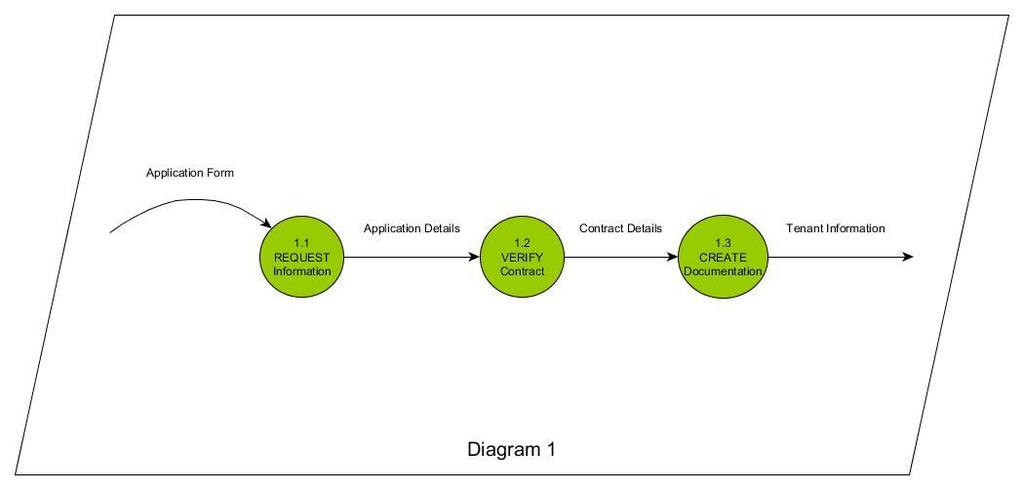 Application Form
Application Details
Contract Details
Tenant Information
1.1
REQUEST
Information
1.2
VERIFY
Contract
1.3
CREATE
Documentation
Diagram 1